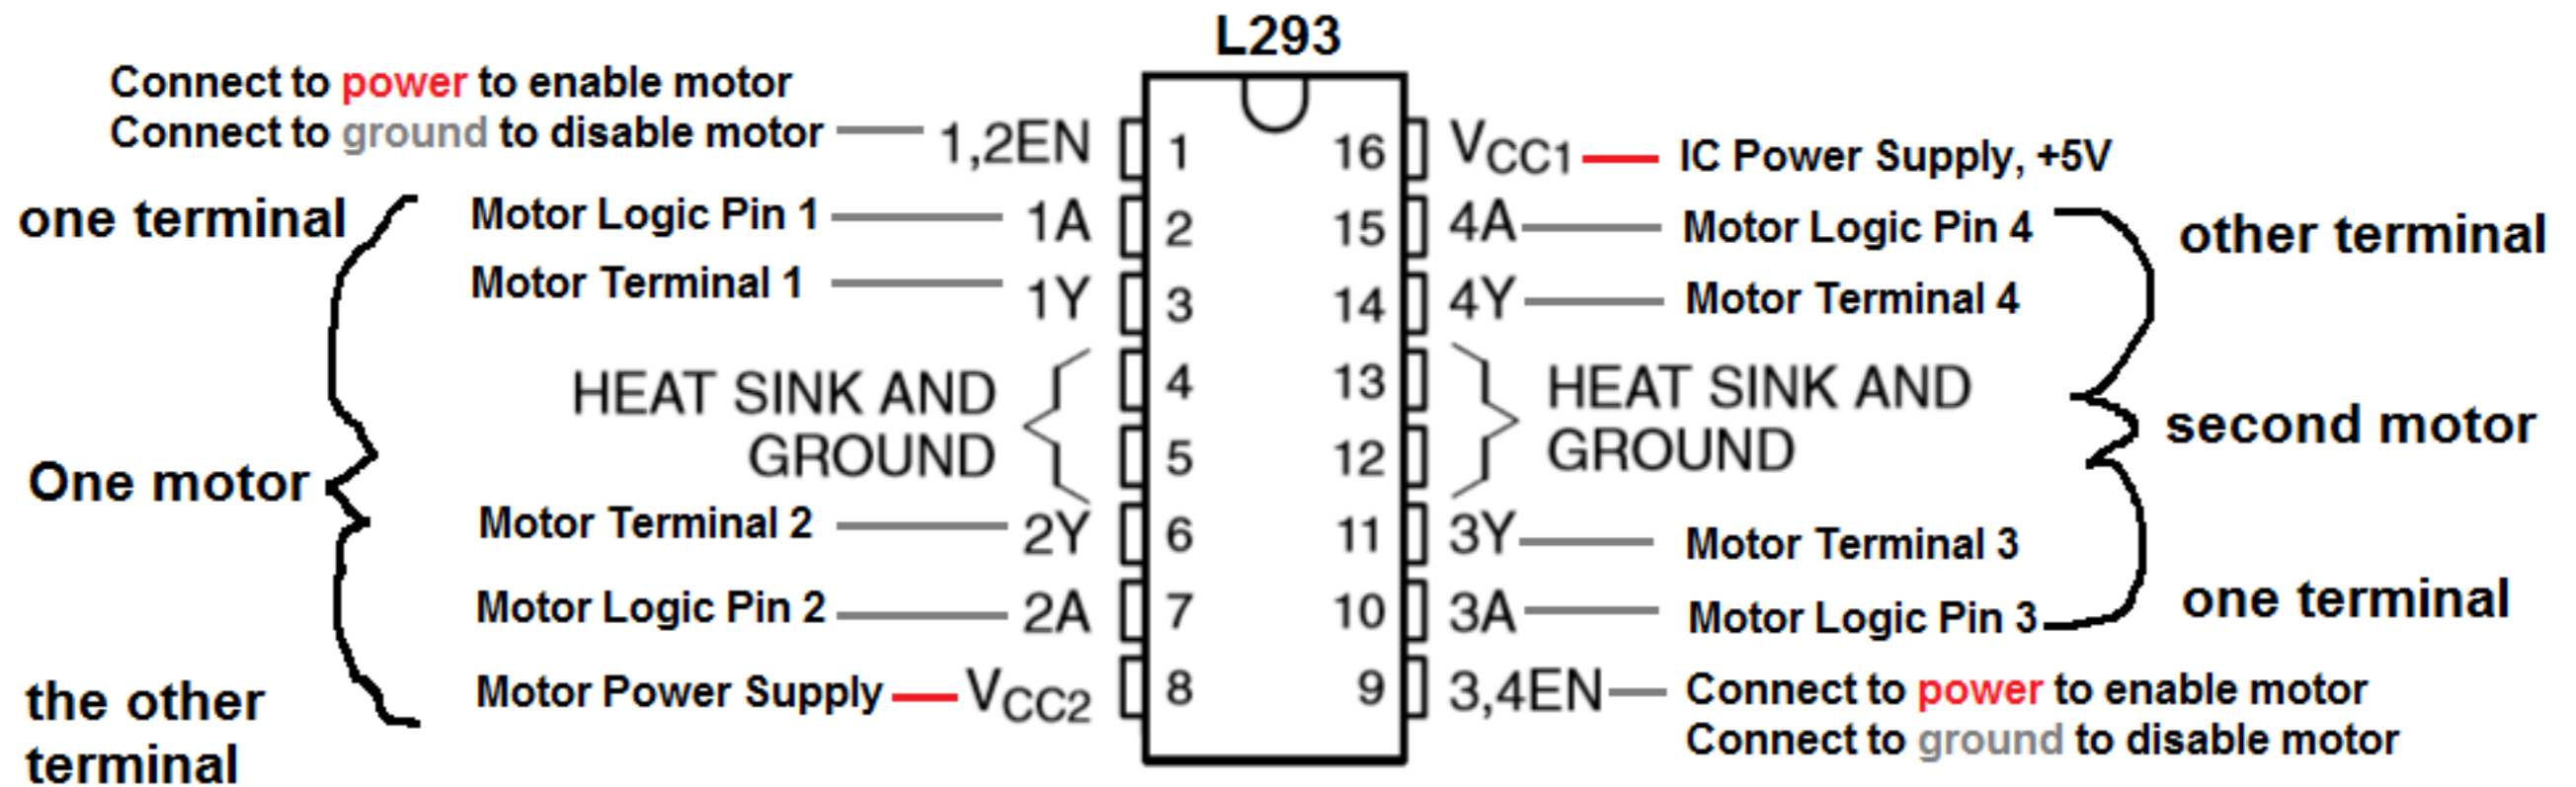 L293
Connect to power to enable motor
Connect to ground to disable motor
1,2EN
1
16
VCC1
IC Power Supply, +5V
one terminal
Motor Logic Pin 1
1A
2
15
4A
Motor Logic Pin 4
other terminal
Motor Terminal 1
1Y
3
14
4Y
Motor Terminal 4
HEAT SINK AND
GROUND
4
13
HEAT SINK AND
GROUND
5
12
One motor
second motor
Motor Terminal 2
2Y
6
11
3Y
Motor Terminal 3
Motor Logic Pin 2
2A
7
10
3A
Motor Logic Pin 3
one terminal
the other
terminal
Motor Power Supply
VCC2
8
9
3,4EN
Connect to power to enable motor
Connect to ground to disable motor